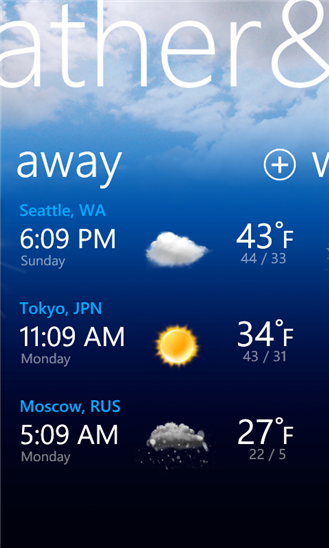 ather&
away
Seattle, WA
6:09 PM
43°F
Sunday
44 / 33
Tokyo, JPN
11:09 AM
34°F
Monday
43 / 31
Moscow, RUS
5:09 AM
27°F
Monday
22 / 5